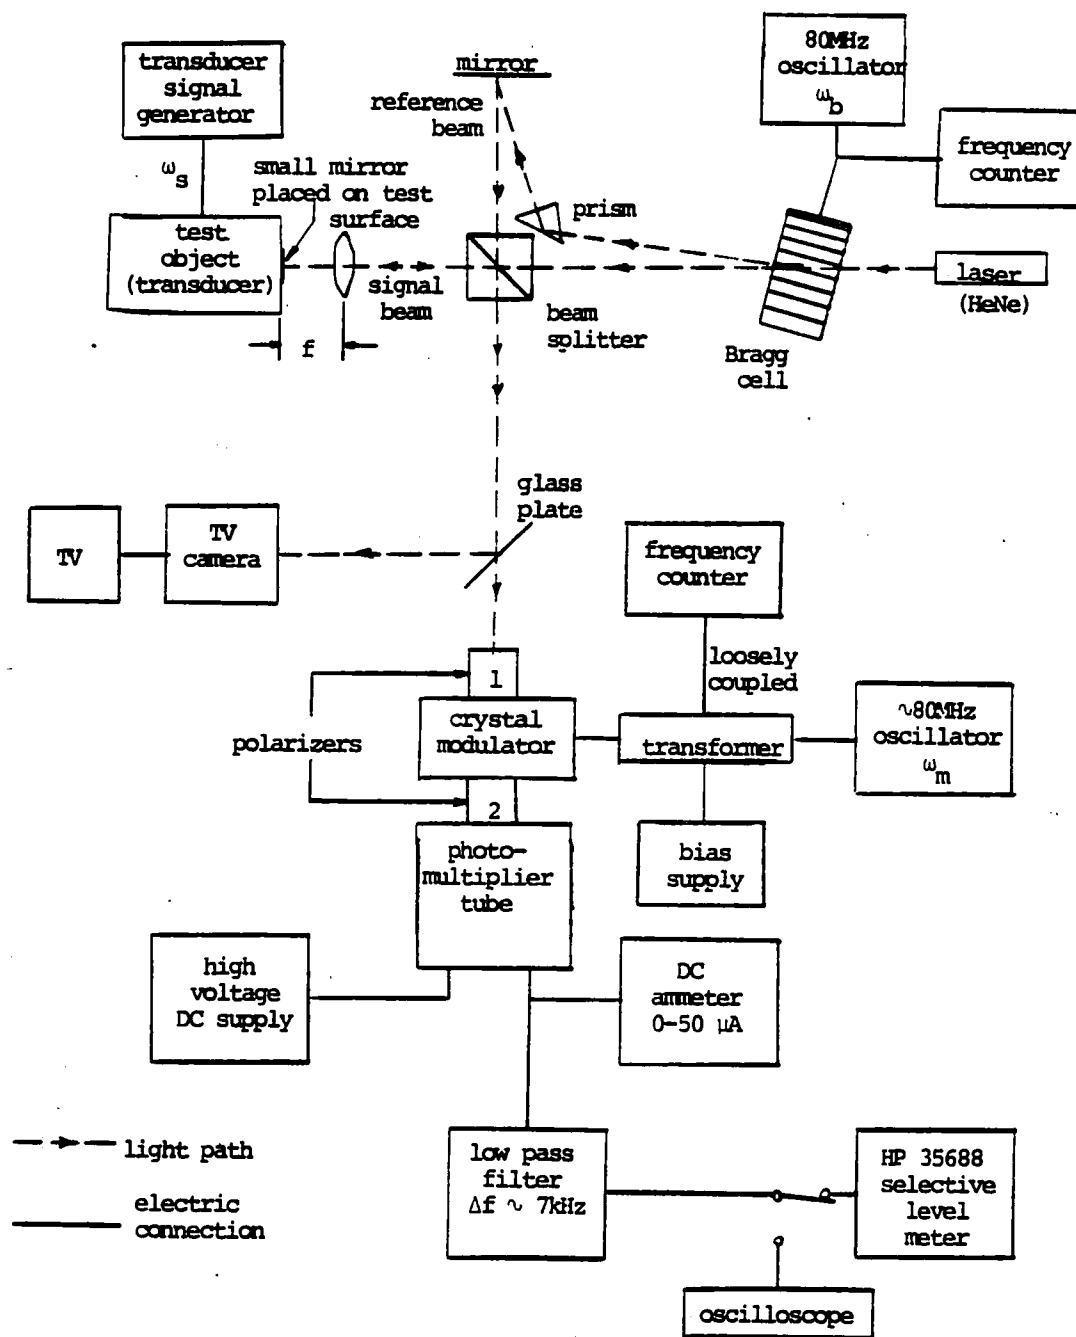 transducer
signal
generator
mirror
reference
beam
80MHz
oscillator
ω_b
frequency
counter
ω_s
small mirror
placed on test
surface
test
object
(transducer)
prism
laser
(HeNe)
signal
beam
beam
splitter
Bragg
cell
f
glass
plate
TV
TV
camera
frequency
counter
loosely
coupled
1
crystal
modulator
polarizers
transformer
~80MHz
oscillator
ω_m
2
photo-
multiplier
tube
bias
supply
high
voltage
DC supply
DC
ammeter
0-50 μA
light path
electric
connection
low pass
filter
Δf ~ 7kHz
HP 35688
selective
level
meter
oscilloscope